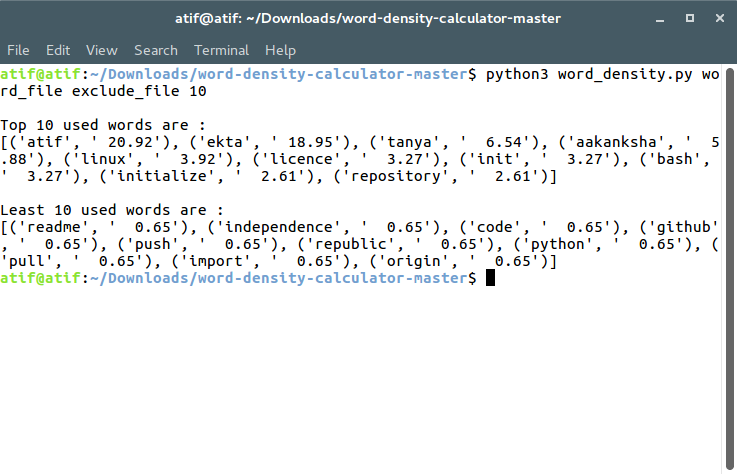 atif@atif: ~/Downloads/word-density-calculator-master
File Edit View Search Terminal Help
atif@atif:~/Downloads/word-density-calculator-master$ python3 word_density.py wo
rd_file exclude_file 10
Top 10 used words are :
[('atif', ' 20.92'), ('ekta', ' 18.95'), ('tanya', '  6.54'), ('aakanksha', '  5
.88'), ('linux', '  3.92'), ('licence', '  3.27'), ('init', '  3.27'), ('bash',
'  3.27'), ('initialize', '  2.61'), ('repository', '  2.61')]
Least 10 used words are :
[('readme', '  0.65'), ('independence', '  0.65'), ('code', '  0.65'), ('github'
, '  0.65'), ('push', '  0.65'), ('republic', '  0.65'), ('python', '  0.65'), (
'pull', '  0.65'), ('import', '  0.65'), ('origin', '  0.65')]
atif@atif:~/Downloads/word-density-calculator-master$